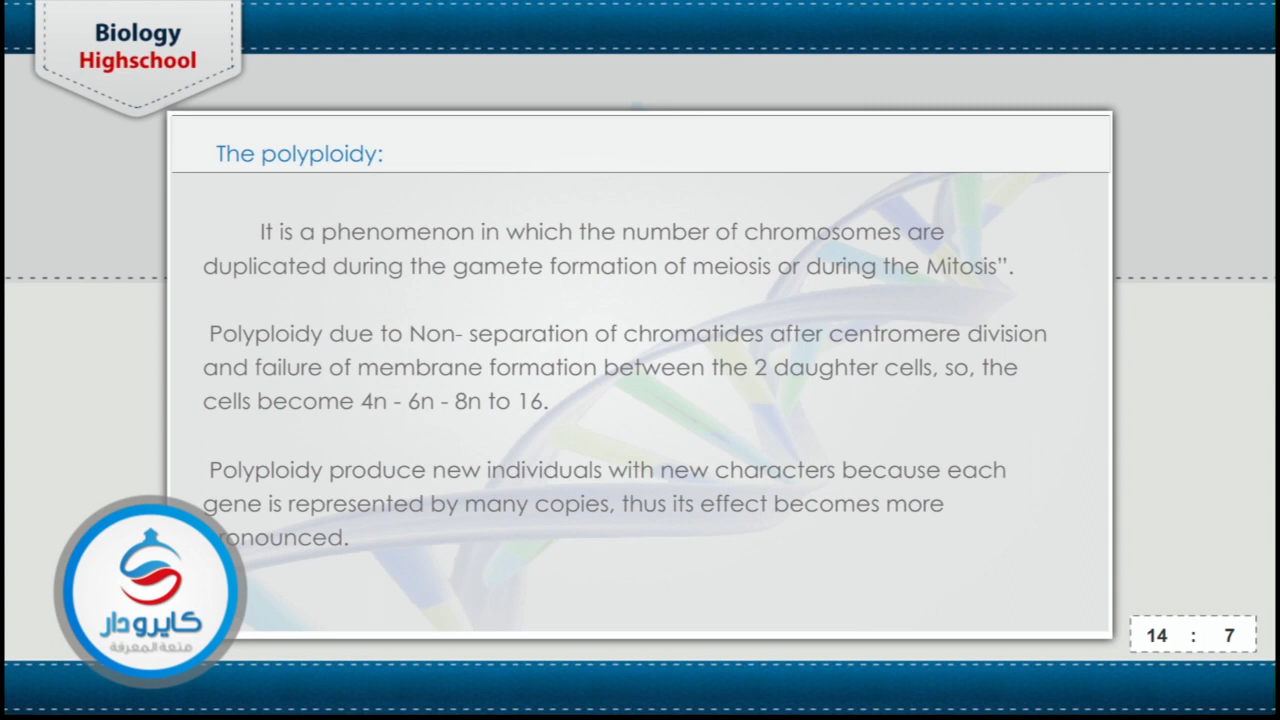 Biology
Highschool
The polyploidy:
It is a phenomenon in which the number of chromosomes are
duplicated during the gamete formation of meiosis or during the Mitosis”.
Polyploidy due to Non- separation of chromatides after centromere division
and failure of membrane formation between the 2 daughter cells, so, the
cells become 4n - 6n - 8n to 16.
Polyploidy produce new individuals with new characters because each
gene is represented by many copies, thus its effect becomes more
pronounced.
كايرودار
متعة المعرفة
14 : 7